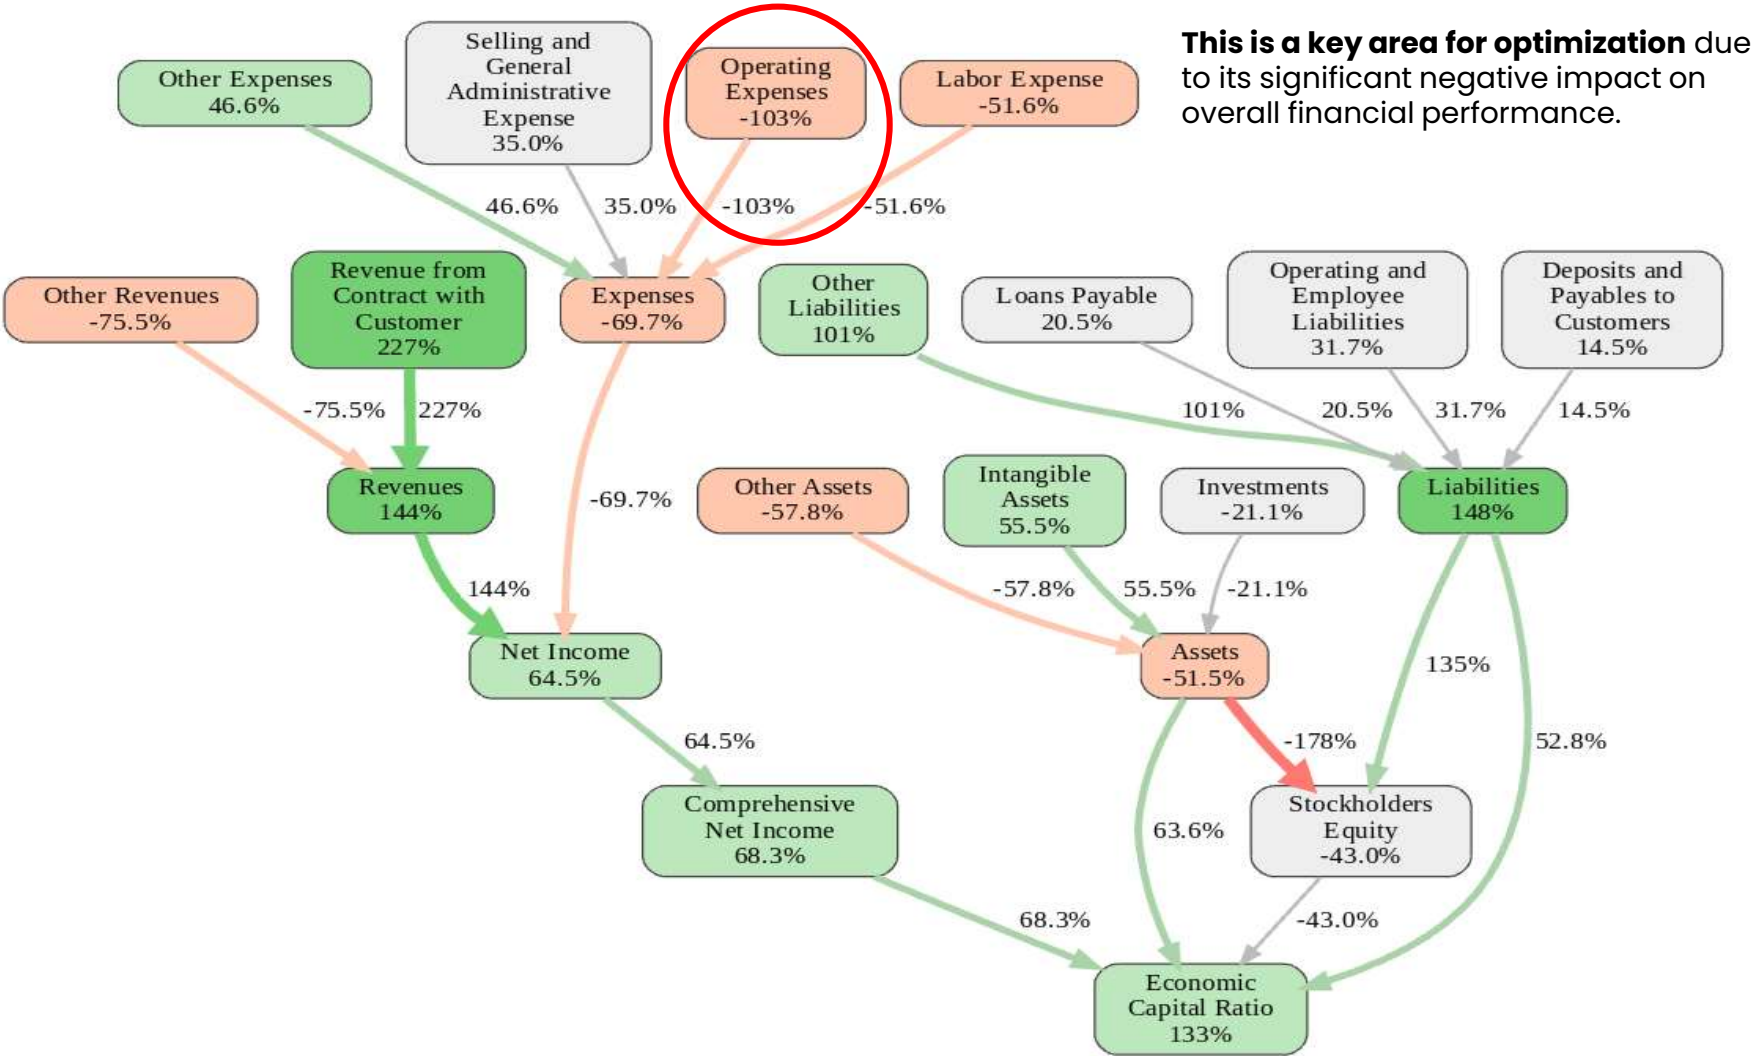 This is a key area for optimization due
to its significant negative impact on
overall financial performance.
Other Expenses
46.6%
Selling and
General
Administrative
Expense
35.0%
Operating
Expenses
-103%
Labor Expense
-51.6%
46.6%
35.0%
-103%
-51.6%
Other Revenues
-75.5%
Revenue from
Contract with
Customer
227%
Expenses
-69.7%
Other
Liabilities
101%
Loans Payable
20.5%
Operating and
Employee
Liabilities
31.7%
Deposits and
Payables to
Customers
14.5%
-75.5%
227%
101%
20.5%
31.7%
14.5%
Revenues
144%
-69.7%
Other Assets
-57.8%
Intangible
Assets
55.5%
Investments
-21.1%
Liabilities
148%
144%
-57.8%
55.5%
-21.1%
Net Income
64.5%
Assets
-51.5%
135%
64.5%
-178%
52.8%
Comprehensive
Net Income
68.3%
63.6%
Stockholders
Equity
-43.0%
68.3%
-43.0%
Economic
Capital Ratio
133%